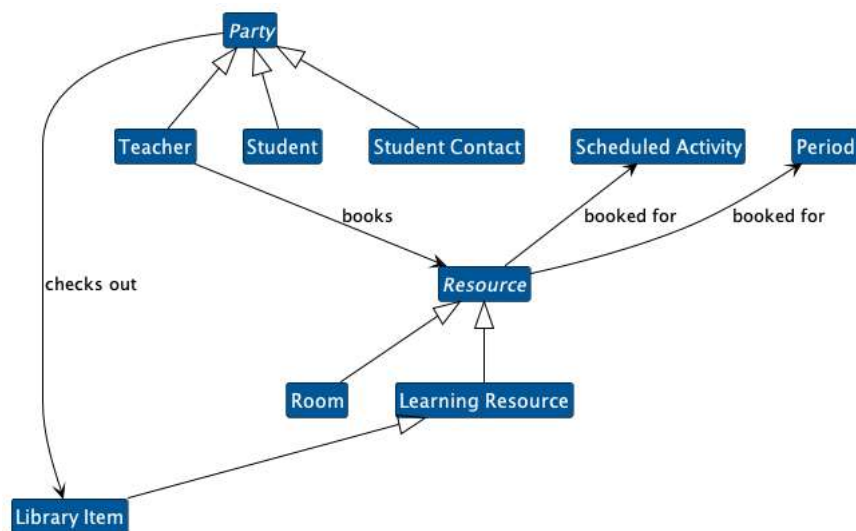 Party
Teacher
Student
Student Contact
Scheduled Activity
Period
books
booked for
booked for
Resource
checks out
Room
Learning Resource
Library Item